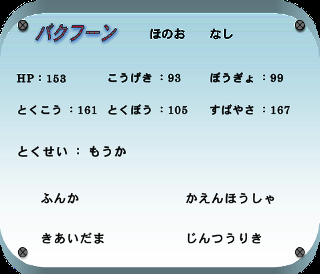 バクフーン ほのお なし
HP：153 こうげき：93 ぼうぎょ：99
とくこう：161 とくぼう：105 すばやさ：167
とくせい： もうか
ふんか かえんほうしゃ
きあいだま じんつうりき